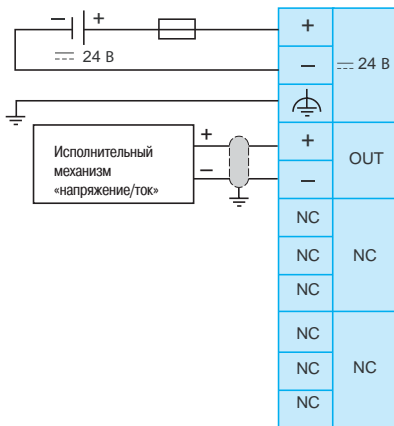 − + +
⎓ 24 В − ⎓ 24 В
+ +
Исполнительный
механизм
«напряжение/ток»
− − OUT
NC
NC NC
NC
NC
NC NC
NC